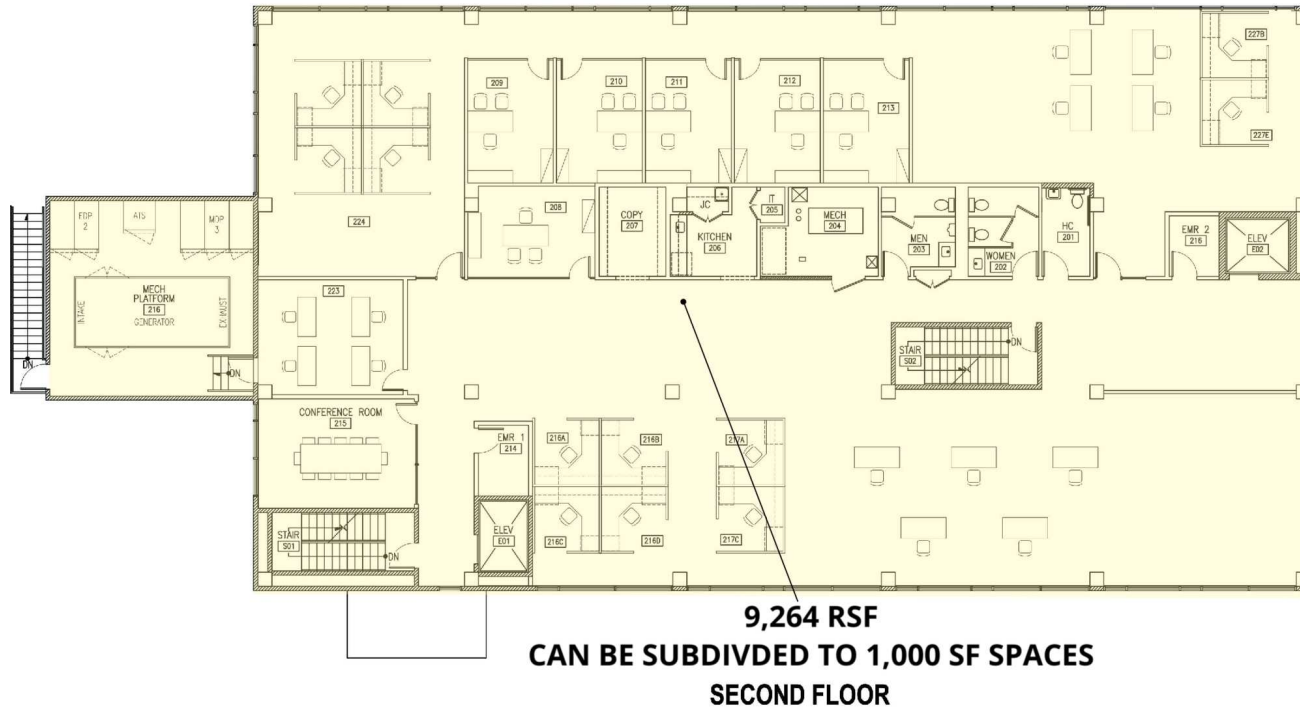 227B
209
210
211
212
213
227E
224
208
COPY
207
JC
KITCHEN
206
IT
205
MECH
204
MEN
203
WOMEN
202
HC
201
EMR 2
216
ELEV
E02
EDP
2
ATS
MDP
3
MECH
PLATFORM
216
GENERATOR
INTAKE
EXHAUST
DN
DN
223
STAIR
S02
DN
CONFERENCE ROOM
215
EMR 1
214
216A
216B
217A
STAIR
S01
DN
ELEV
E01
216C
216D
217C
9,264 RSF
CAN BE SUBDIVDED TO 1,000 SF SPACES
SECOND FLOOR